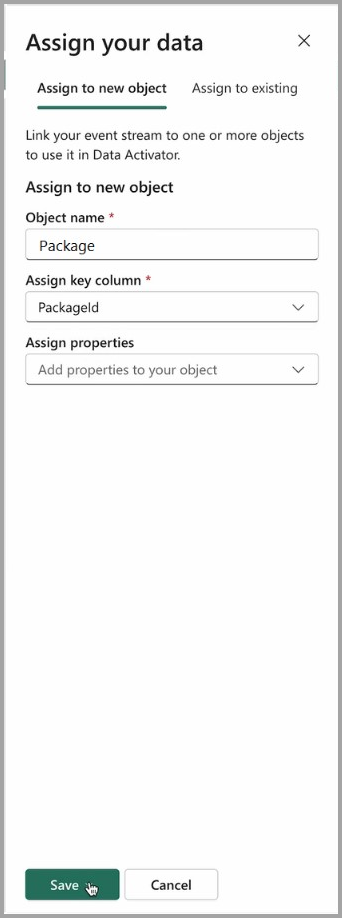 Assign your data
Assign to new object
Assign to existing
Link your event stream to one or more objects
to use it in Data Activator.
Assign to new object
Object name *
Package
Assign key column *
PackageId
Assign properties
Add properties to your object
Save
Cancel